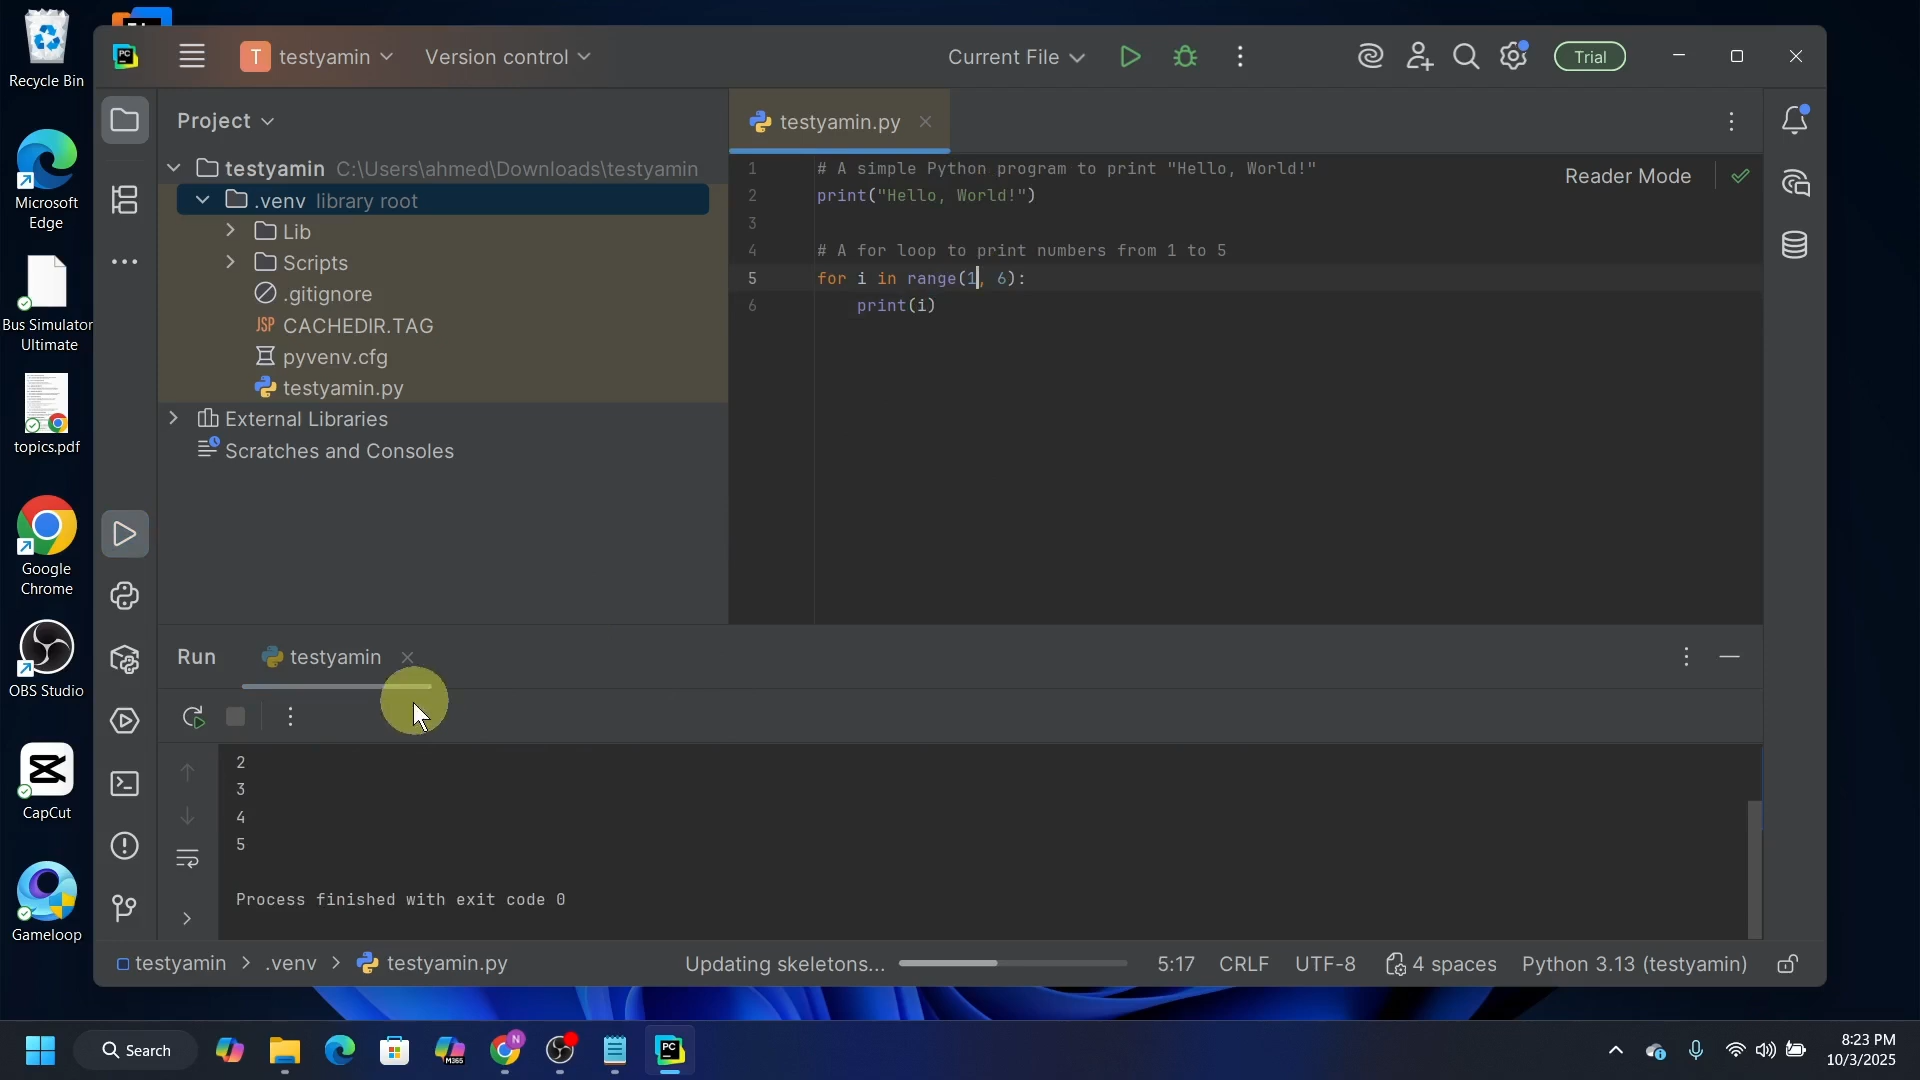 Recycle Bin
Microsoft
Edge
Bus Simulator
Ultimate
topics.pdf
Google
Chrome
OBS Studio
CapCut
Gameloop
PC
T testyamin
Version control
Current File
Trial
Project
testyamin C:\Users\ahmed\Downloads\testyamin
.venv library root
Lib
Scripts
.gitignore
JSP CACHEDIR.TAG
pyvenv.cfg
testyamin.py
External Libraries
Scratches and Consoles
testyamin.py
Reader Mode
1 # A simple Python program to print "Hello, World!"
2 print("Hello, World!")
3
4 # A for loop to print numbers from 1 to 5
5 for i in range(1, 6):
6 print(i)
Run testyamin
2
3
4
5
Process finished with exit code 0
testyamin > .venv > testyamin.py
Updating skeletons...
5:17 CRLF UTF-8 4 spaces Python 3.13 (testyamin)
Search
M365
N
PC
8:23 PM
10/3/2025